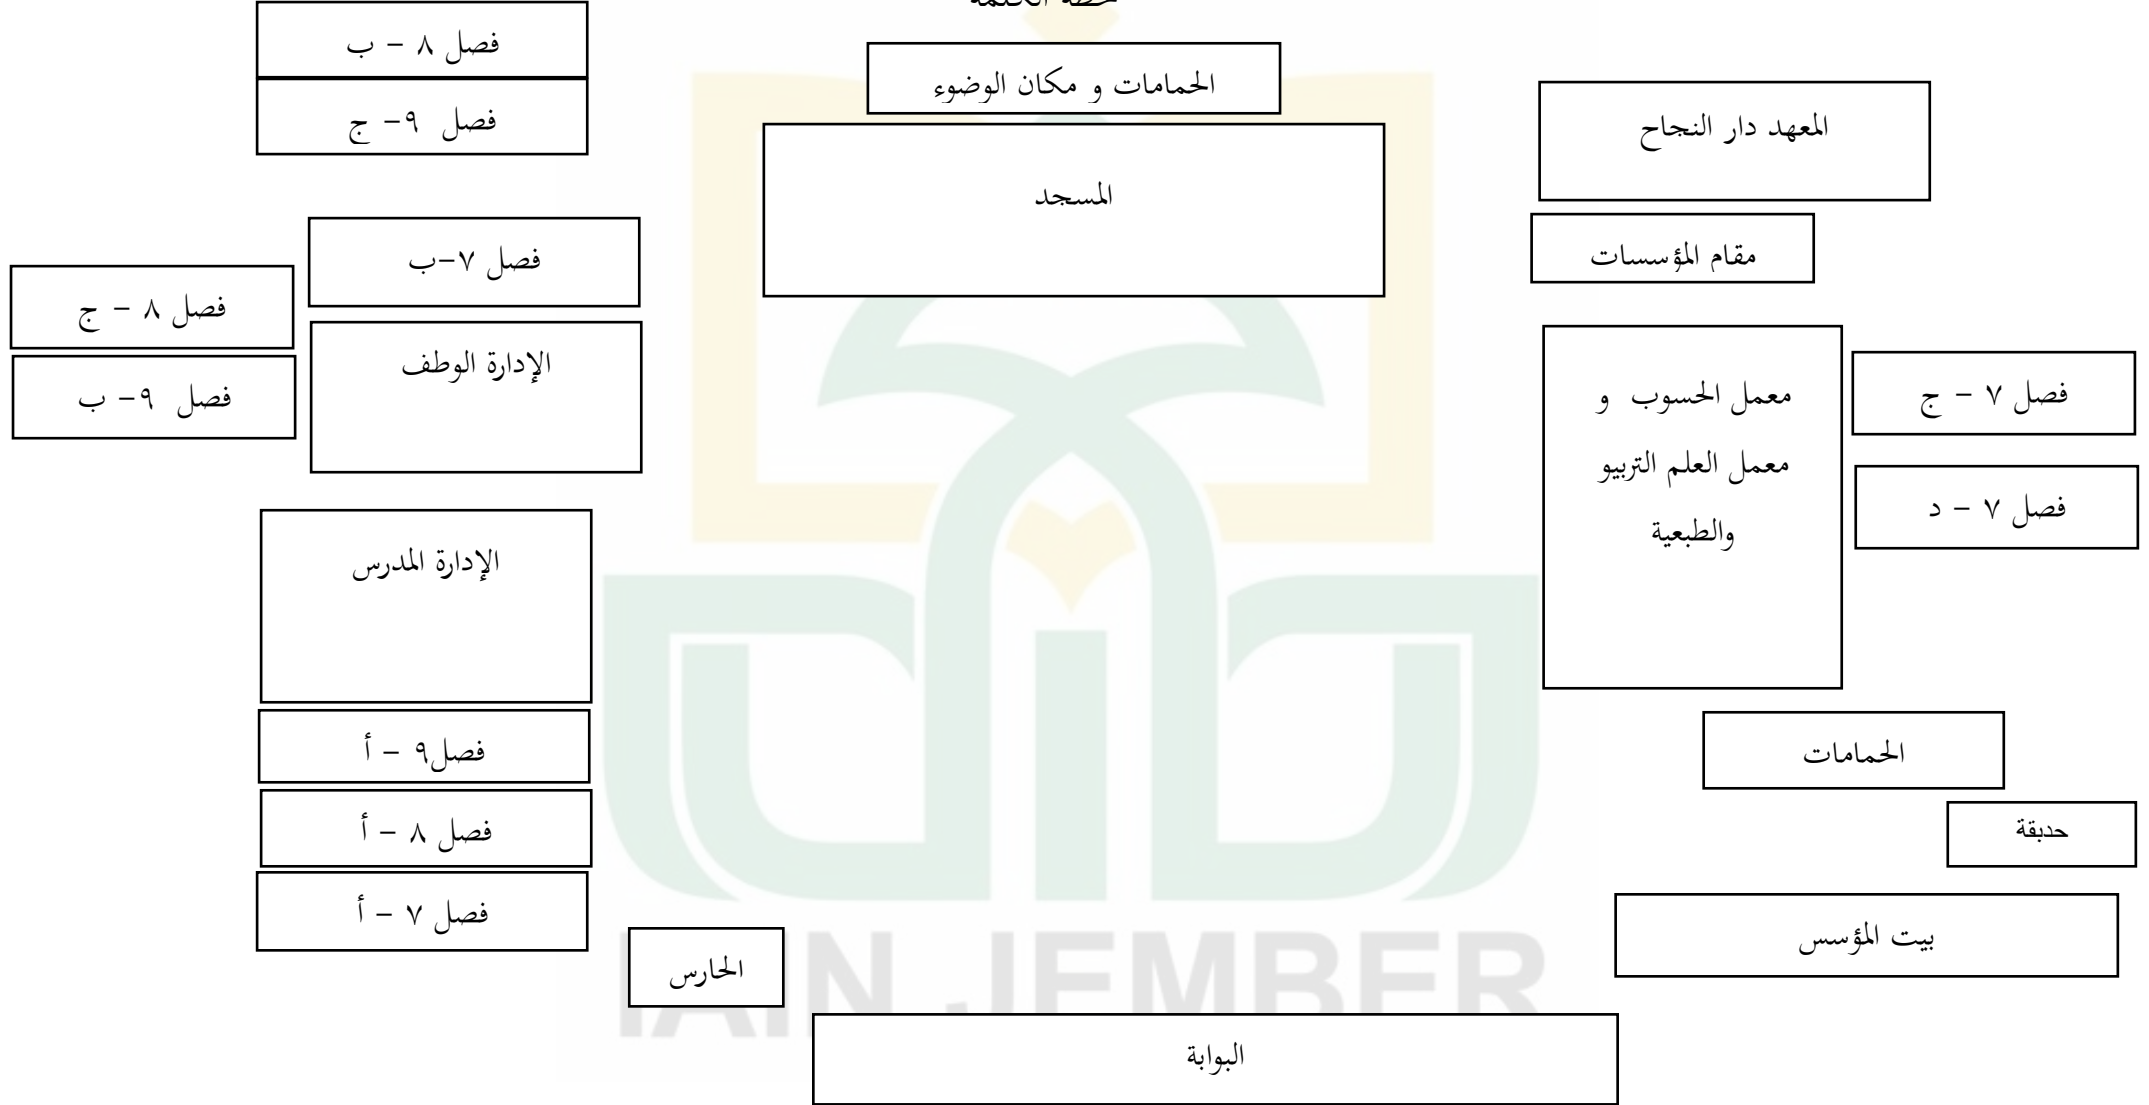 الحمامات و مكان الوضوء
المسجد
المعهد دار النجاح
مقام المؤسسات
معمل الحسوب و
معمل العلم التربيو
والطبعية
فصل ٧ – ج
فصل ٧ – د
الحمامات
حديقة
بيت المؤسس
فصل ٨ – ب
فصل ٩– ج
فصل ٧–ب
فصل ٨ – ج
فصل ٩– ب
الإدارة الوطف
الإدارة المدرس
فصل٩ – أ
فصل ٨ – أ
فصل ٧ – أ
الحارس
البوابة
IAIN JEMBER